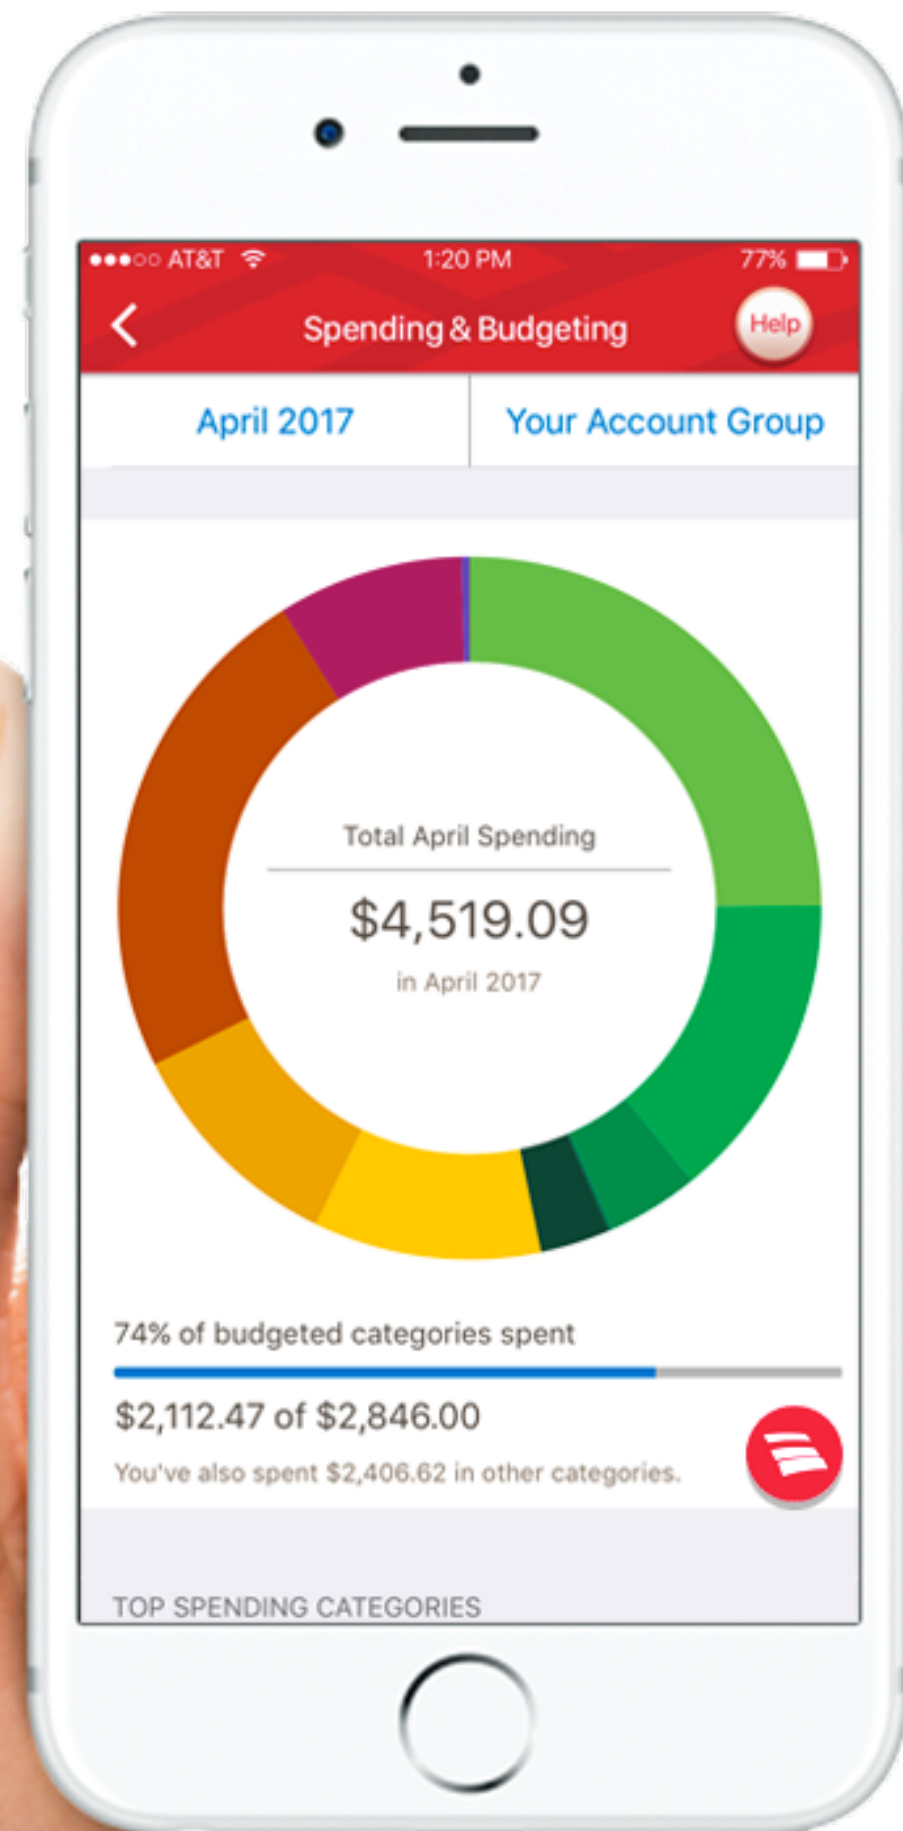 AT&T 1:20 PM 77%
Spending & Budgeting Help
April 2017 Your Account Group
Total April Spending
$4,519.09
in April 2017
74% of budgeted categories spent
$2,112.47 of $2,846.00
You've also spent $2,406.62 in other categories.
TOP SPENDING CATEGORIES